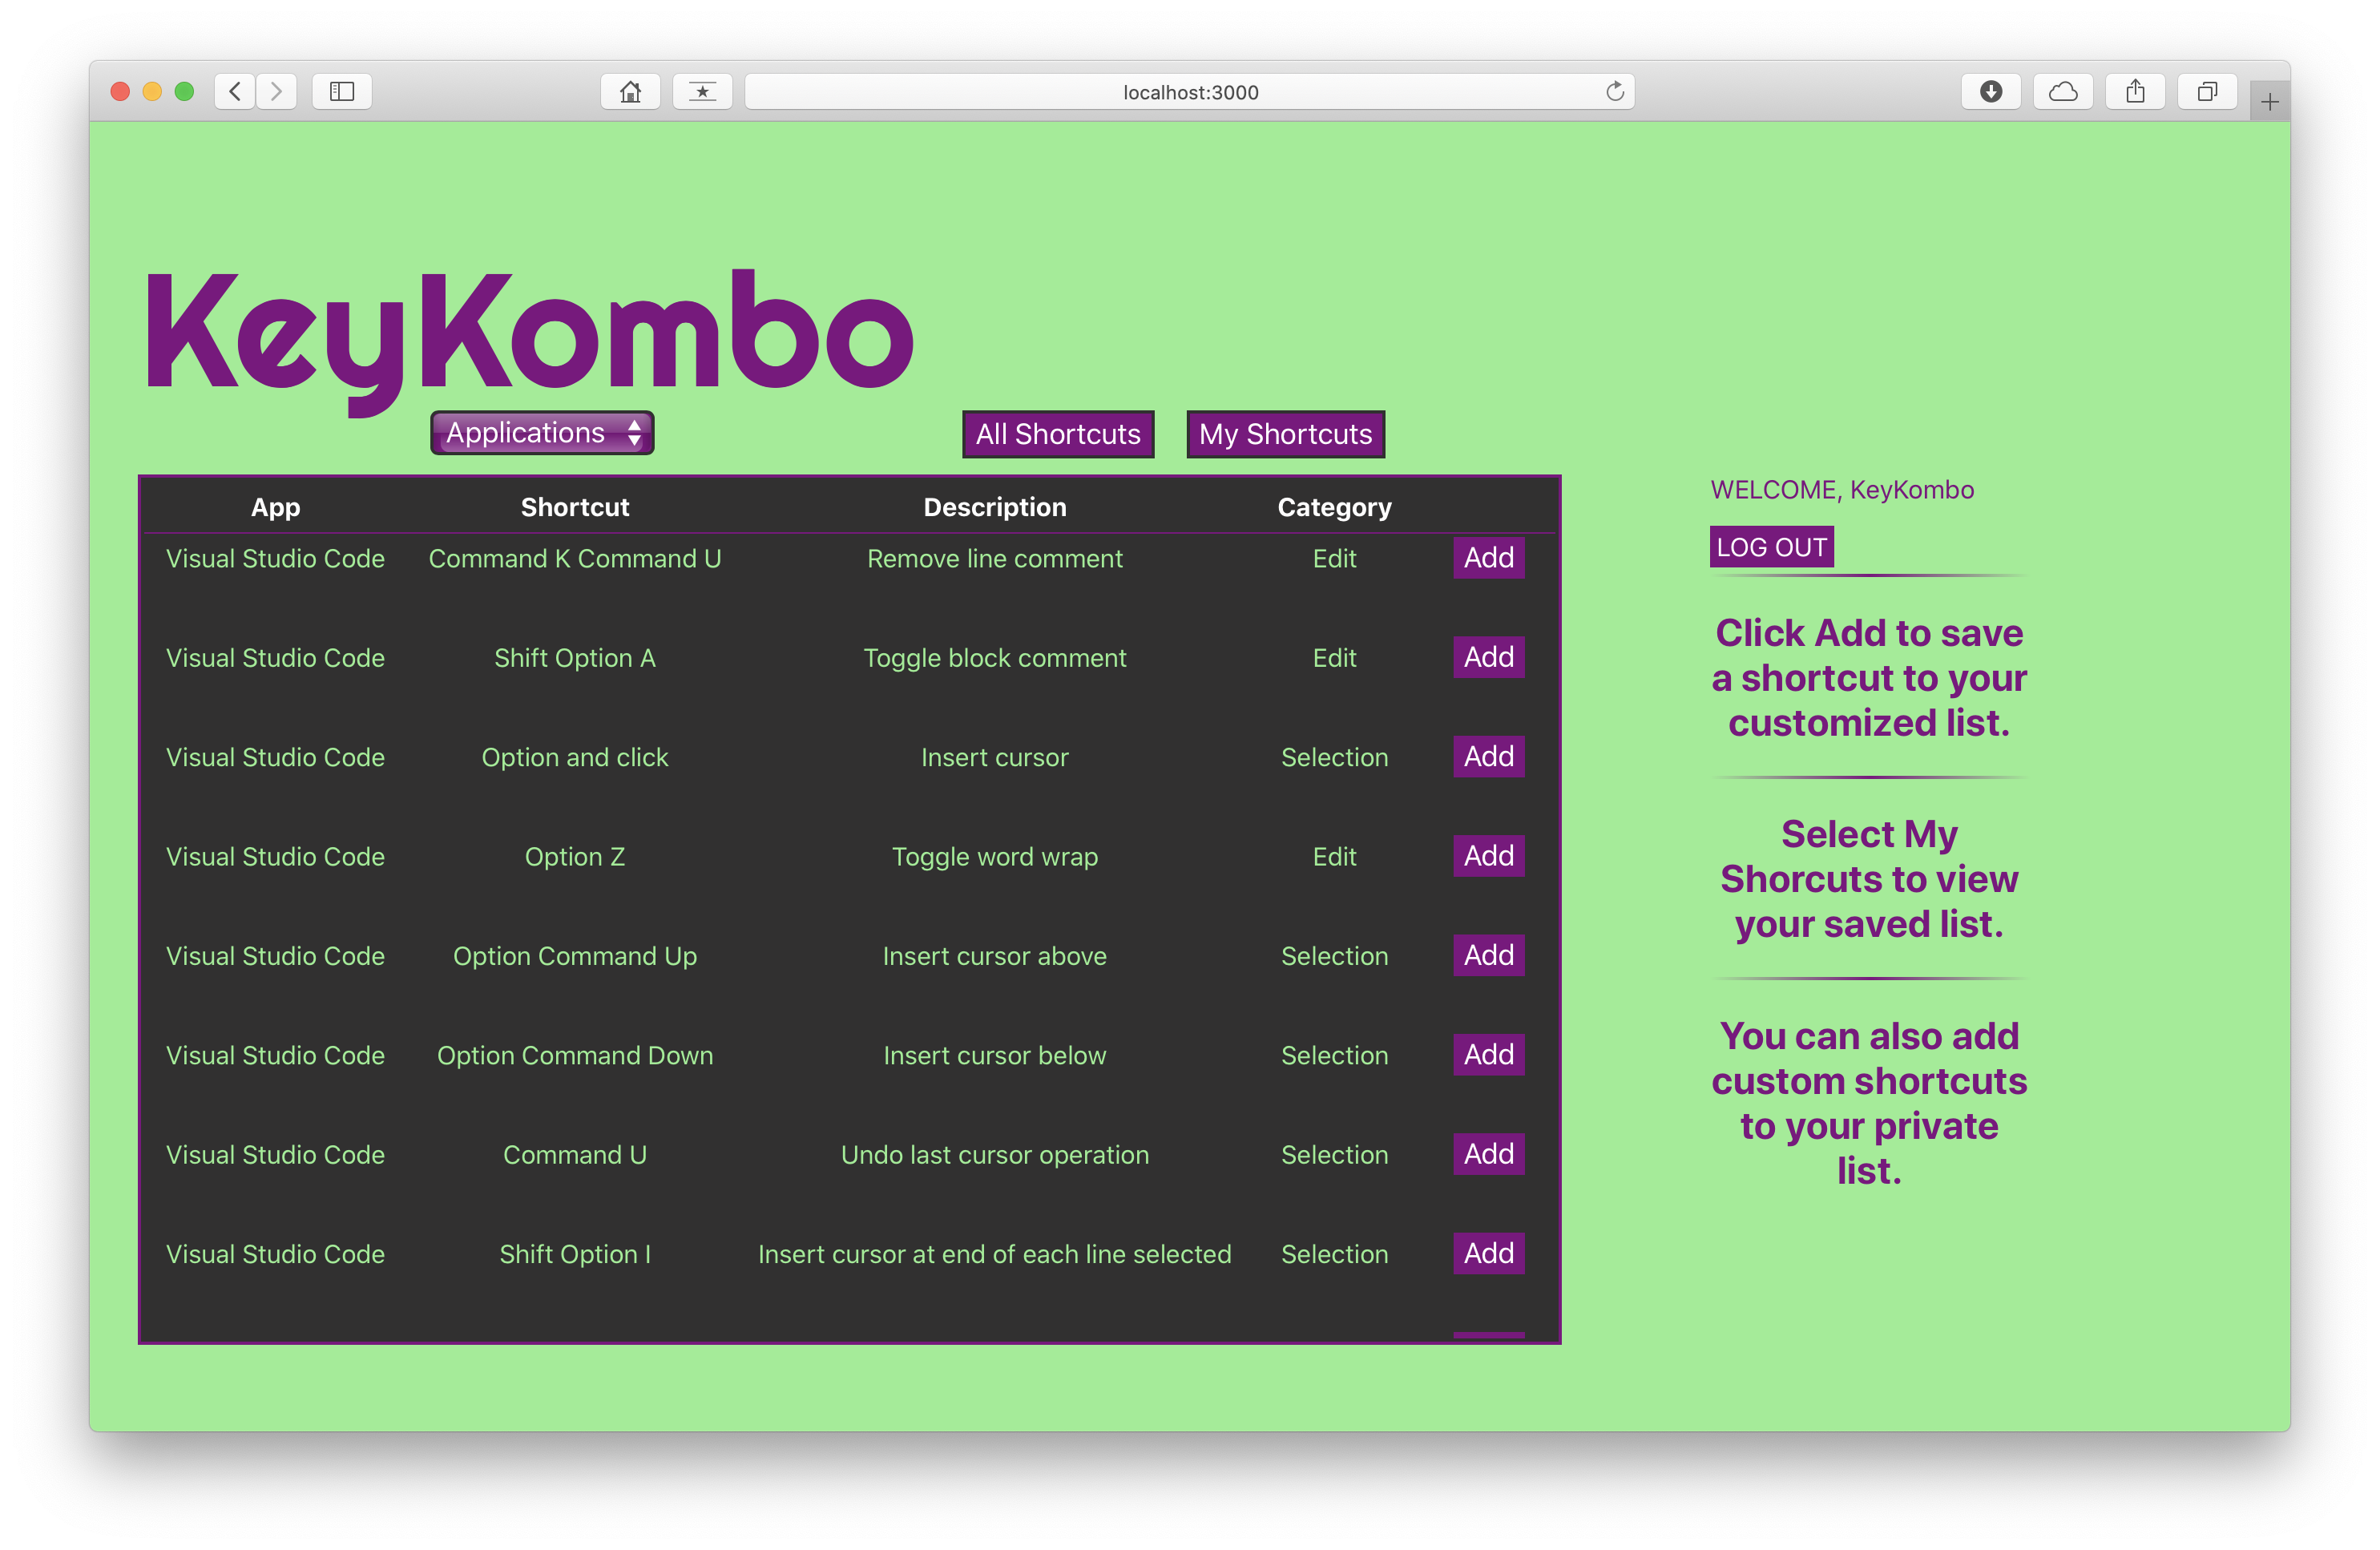 localhost:3000
KeyKombo
Applications All Shortcuts My Shortcuts
App Shortcut Description Category
Visual Studio Code Command K Command U Remove line comment Edit Add
Visual Studio Code Shift Option A Toggle block comment Edit Add
Visual Studio Code Option and click Insert cursor Selection Add
Visual Studio Code Option Z Toggle word wrap Edit Add
Visual Studio Code Option Command Up Insert cursor above Selection Add
Visual Studio Code Option Command Down Insert cursor below Selection Add
Visual Studio Code Command U Undo last cursor operation Selection Add
Visual Studio Code Shift Option I Insert cursor at end of each line selected Selection Add
WELCOME, KeyKombo
LOG OUT
Click Add to save
a shortcut to your
customized list.
Select My
Shorcuts to view
your saved list.
You can also add
custom shortcuts
to your private
list.